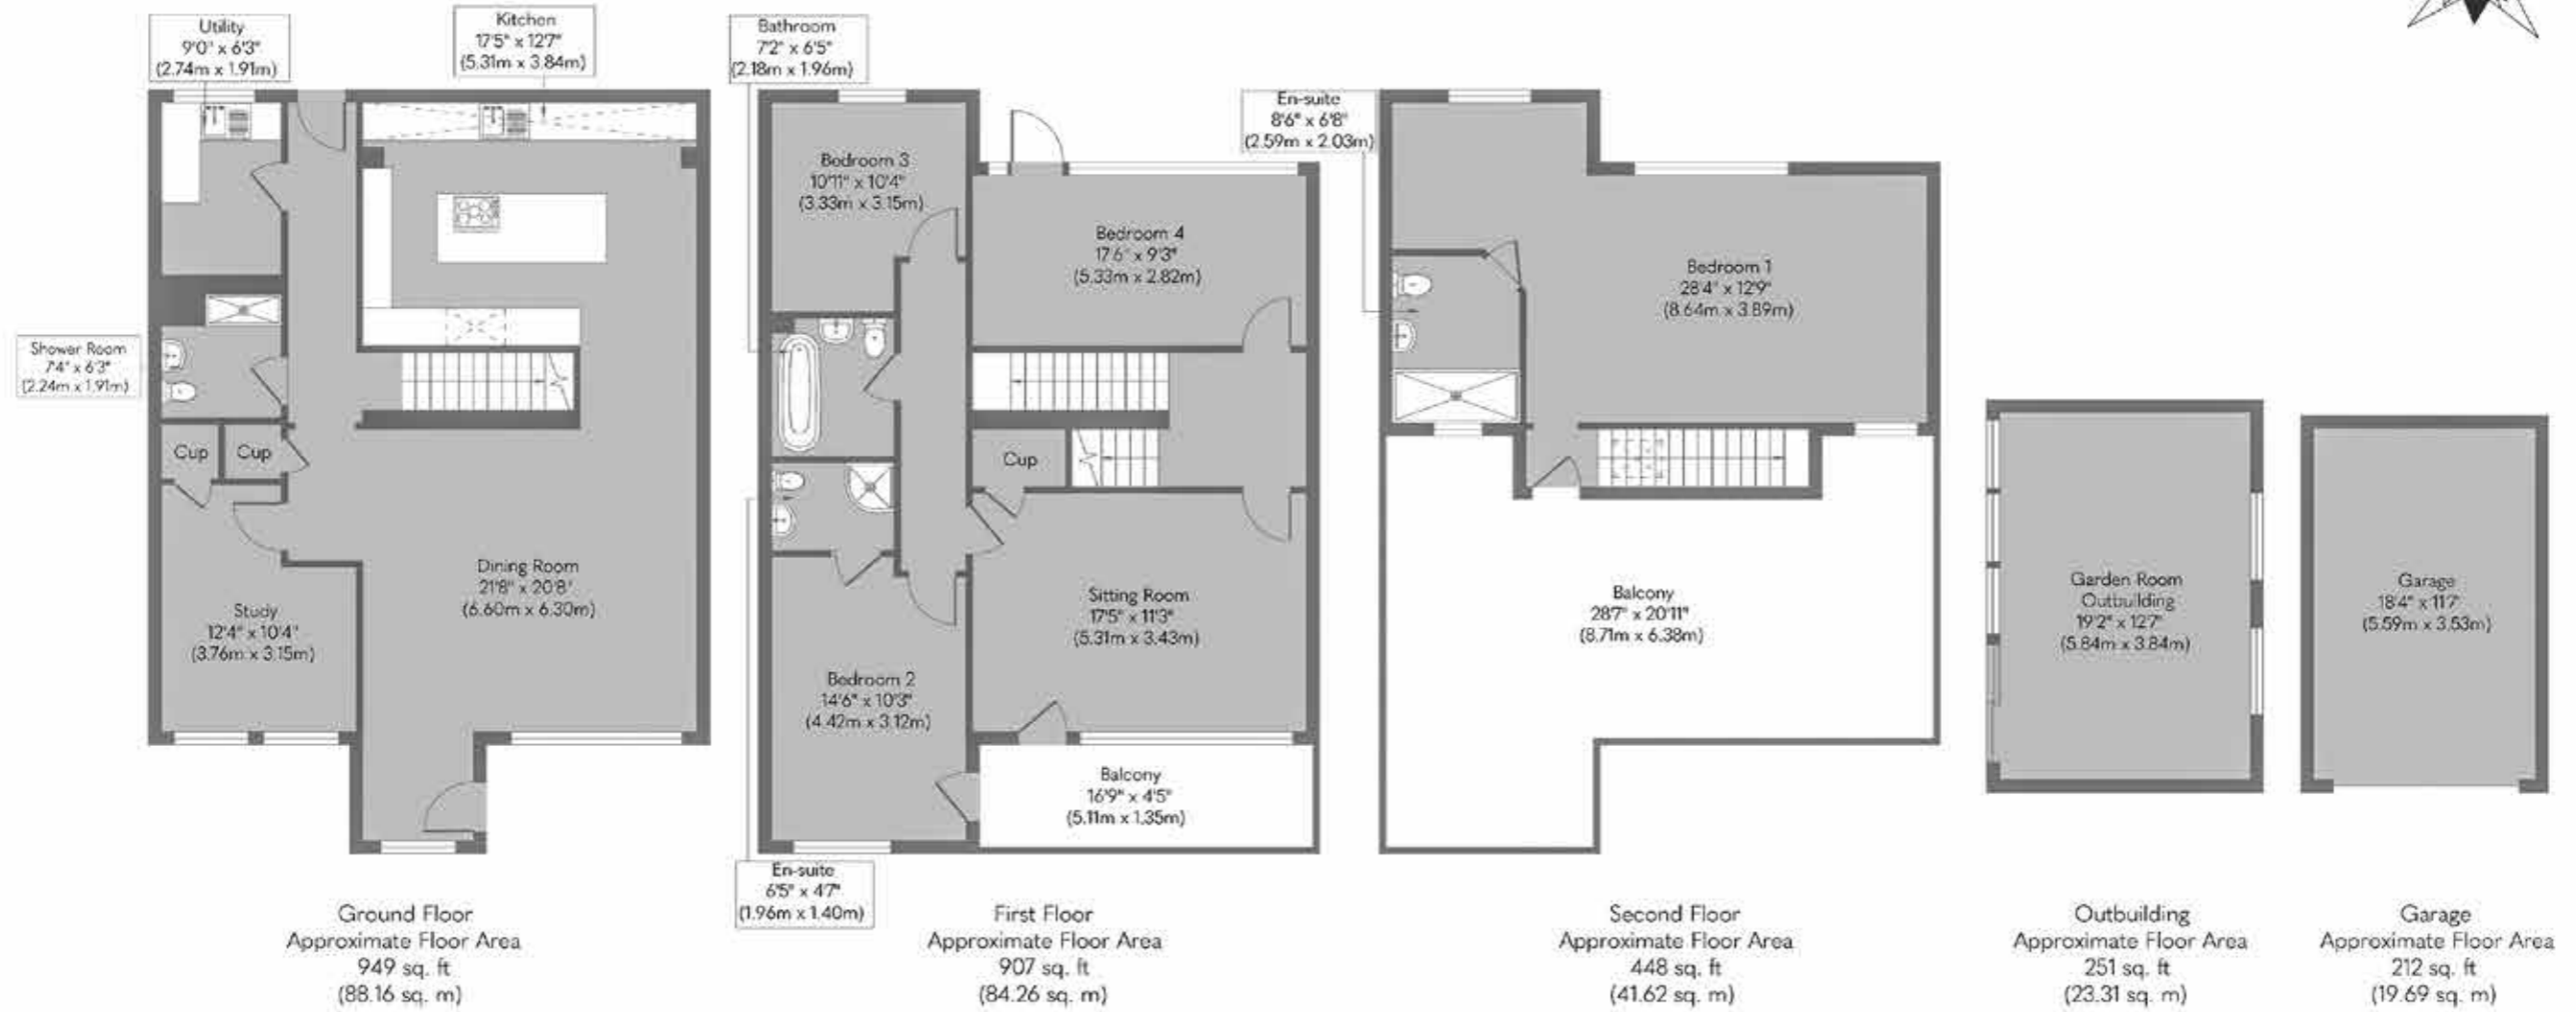 Utility
9'0" x 6'3"
(2.74m x 1.91m)
Kitchen
17'5" x 12'7"
(5.31m x 3.84m)
Shower Room
7'4" x 6'3"
(2.24m x 1.91m)
Cup
Cup
Study
12'4" x 10'4"
(3.76m x 3.15m)
Dining Room
21'8" x 20'8'
(6.60m x 6.30m)
Ground Floor
Approximate Floor Area
949 sq. ft
(88.16 sq. m)
Bathroom
7'2" x 6'5"
(2.18m x 1.96m)
Bedroom 3
10'11" x 10'4"
(3.33m x 3.15m)
Bedroom 4
17'6" x 9'3"
(5.33m x 2.82m)
Cup
Sitting Room
17'5" x 11'3"
(5.31m x 3.43m)
Bedroom 2
14'6" x 10'3"
(4.42m x 3.12m)
Balcony
16'9" x 4'5"
(5.11m x 1.35m)
En-suite
6'5" x 4'7"
(1.96m x 1.40m)
First Floor
Approximate Floor Area
907 sq. ft
(84.26 sq. m)
En-suite
8'6" x 6'8"
(2.59m x 2.03m)
Bedroom 1
28'4" x 12'9"
(8.64m x 3.89m)
Balcony
28'7" x 20'11"
(8.71m x 6.38m)
Second Floor
Approximate Floor Area
448 sq. ft
(41.62 sq. m)
Garden Room
Outbuilding
19'2" x 12'7"
(5.84m x 3.84m)
Outbuilding
Approximate Floor Area
251 sq. ft
(23.31 sq. m)
Garage
18'4" x 11'7"
(5.59m x 3.53m)
Garage
Approximate Floor Area
212 sq. ft
(19.69 sq. m)